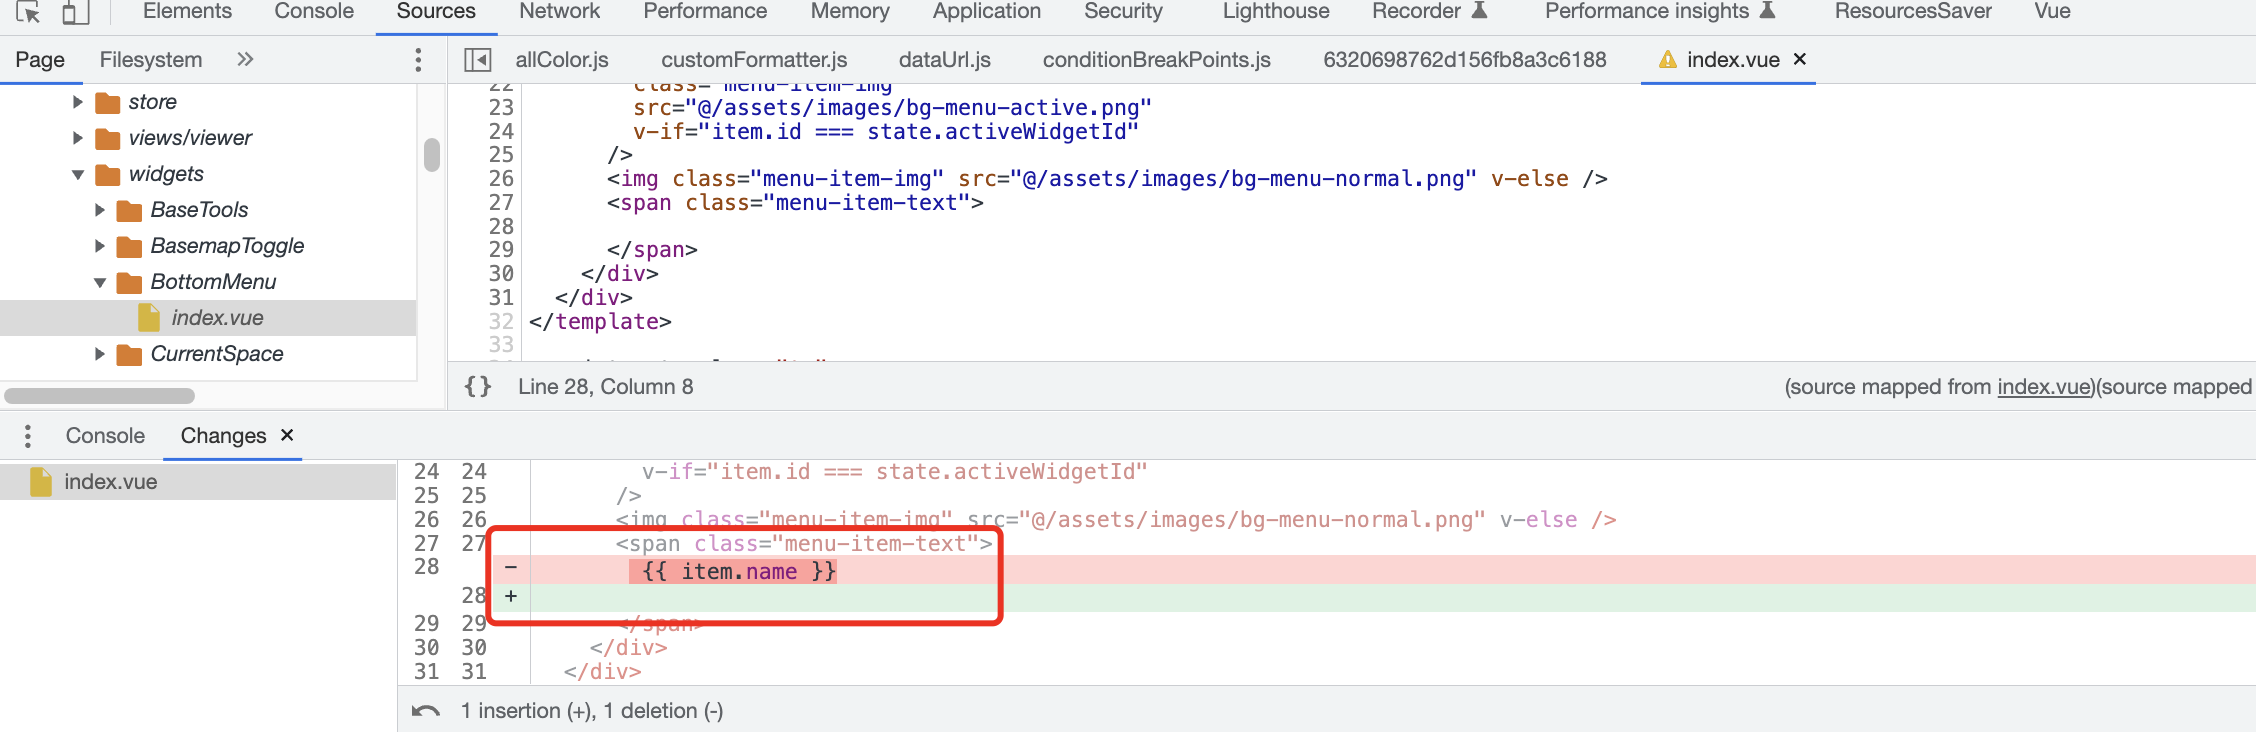 Elements Console Sources Network Performance Memory Application Security Lighthouse Recorder Performance insights ResourcesSaver Vue
Page Filesystem »
allColor.js customFormatter.js dataUrl.js conditionBreakPoints.js 6320698762d156fb8a3c6188 index.vue ×
store
views/viewer
widgets
BaseTools
BasemapToggle
BottomMenu
index.vue
CurrentSpace
22 class="menu-item-img"
23 src="@/assets/images/bg-menu-active.png"
24 v-if="item.id === state.activeWidgetId"
25 />
26 <img class="menu-item-img" src="@/assets/images/bg-menu-normal.png" v-else />
27 <span class="menu-item-text">
28
29 </span>
30 </div>
31 </div>
32 </template>
33
{} Line 28, Column 8 (source mapped from index.vue)(source mapped
Console Changes ×
index.vue
24 24 v-if="item.id === state.activeWidgetId"
25 25 />
26 26 <img class="menu-item-img" src="@/assets/images/bg-menu-normal.png" v-else />
27 27 <span class="menu-item-text">
28 - {{ item.name }}
28 +
29 29 </span>
30 30 </div>
31 31 </div>
1 insertion (+), 1 deletion (-)